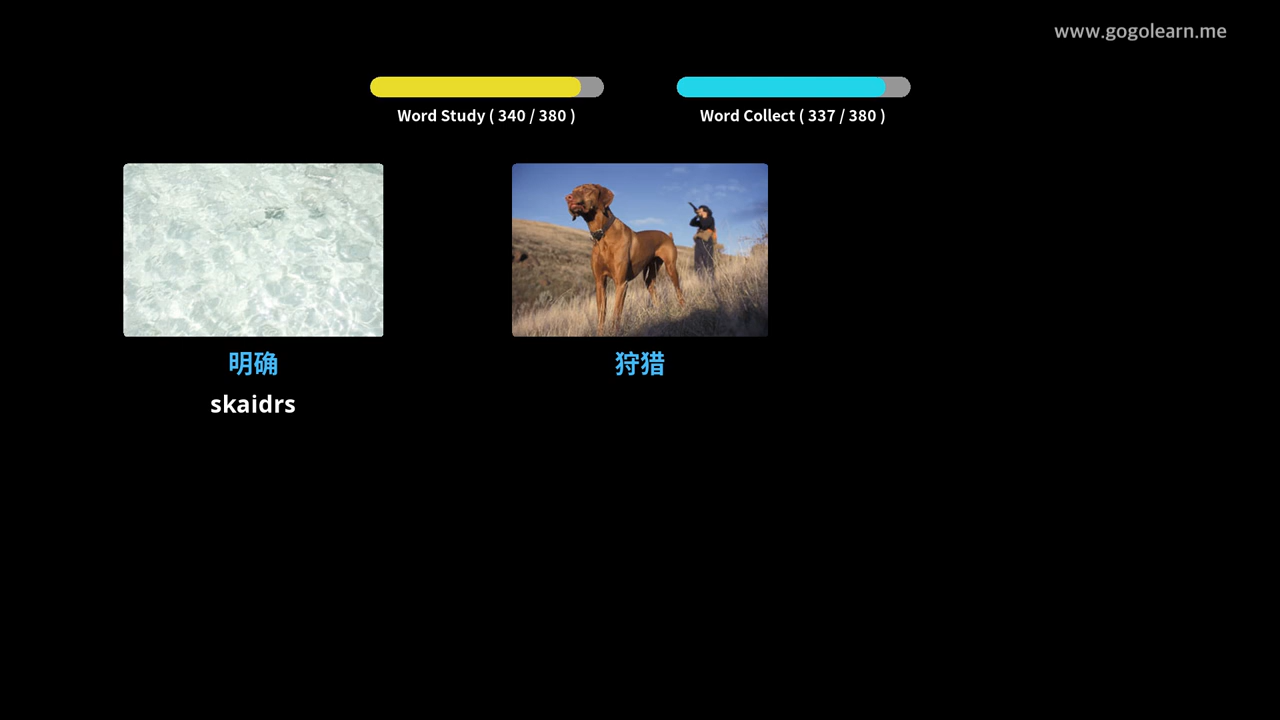 www.gogolearn.me
Word Study ( 340 / 380 )
Word Collect ( 337 / 380 )
明确
skaidrs
狩猎